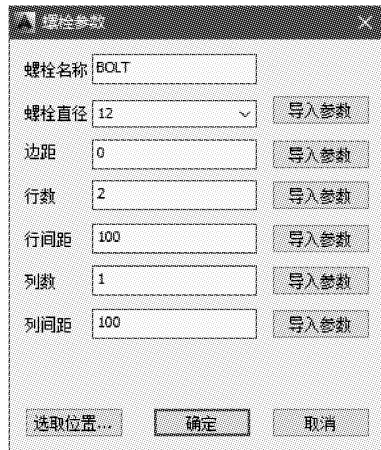 螺栓参数
螺栓名称 BOLT
螺栓直径 12 导入参数
边距 0 导入参数
行数 2 导入参数
行间距 100 导入参数
列数 1 导入参数
列间距 100 导入参数
选取位置... 确定 取消